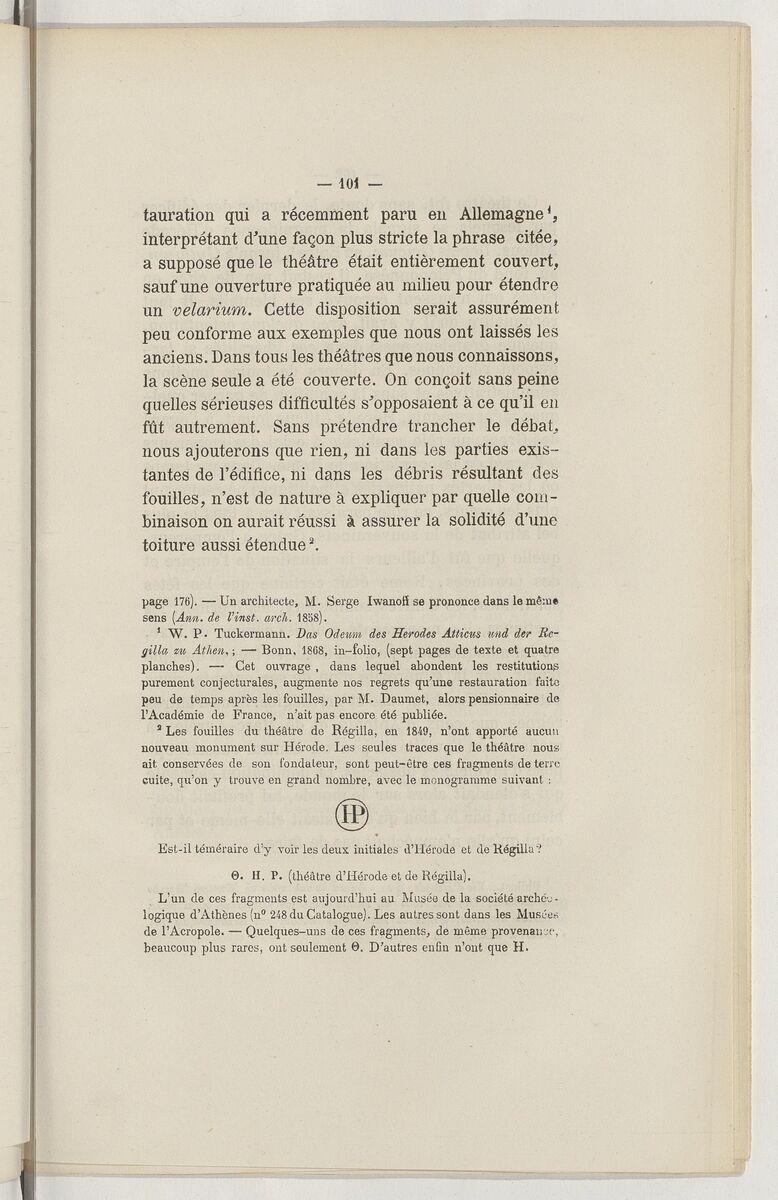 — 101 —
tauration qui a récemment paru en Allemagne¹,
interprétant d'une façon plus stricte la phrase citée,
a supposé que le théâtre était entièrement couvert,
sauf une ouverture pratiquée au milieu pour étendre
un velarium. Cette disposition serait assurément
peu conforme aux exemples que nous ont laissés les
anciens. Dans tous les théâtres que nous connaissons,
la scène seule a été couverte. On conçoit sans peine
quelles sérieuses difficultés s'opposaient à ce qu'il en
fût autrement. Sans prétendre trancher le débat,
nous ajouterons que rien, ni dans les parties exis-
tantes de l'édifice, ni dans les débris résultant des
fouilles, n'est de nature à expliquer par quelle com-
binaison on aurait réussi à assurer la solidité d'une
toiture aussi étendue².
page 176). — Un architecte, M. Serge Iwanoff se prononce dans le même
sens (Ann. de l'inst. arch. 1858).
¹ W. P. Tuckermann. Das Odeum des Herodes Atticus und der Re-
gilla zu Athen, ; — Bonn, 1868, in-folio, (sept pages de texte et quatre
planches). — Cet ouvrage, dans lequel abondent les restitutions
purement conjecturales, augmente nos regrets qu'une restauration faite
peu de temps après les fouilles, par M. Daumet, alors pensionnaire de
l'Académie de France, n'ait pas encore été publiée.
² Les fouilles du théâtre de Régilla, en 1849, n'ont apporté aucun
nouveau monument sur Hérode. Les seules traces que le théâtre nous
ait conservées de son fondateur, sont peut-être ces fragments de terre
cuite, qu'on y trouve en grand nombre, avec le monogramme suivant :
HP
Est-il téméraire d'y voir les deux initiales d'Hérode et de Régilla?
Θ. H. P. (théâtre d'Hérode et de Régilla).
L'un de ces fragments est aujourd'hui au Musée de la société archéo-
logique d'Athènes (nº 248 du Catalogue). Les autres sont dans les Musées
de l'Acropole. — Quelques-uns de ces fragments, de même provenance,
beaucoup plus rares, ont seulement Θ. D'autres enfin n'ont que H.